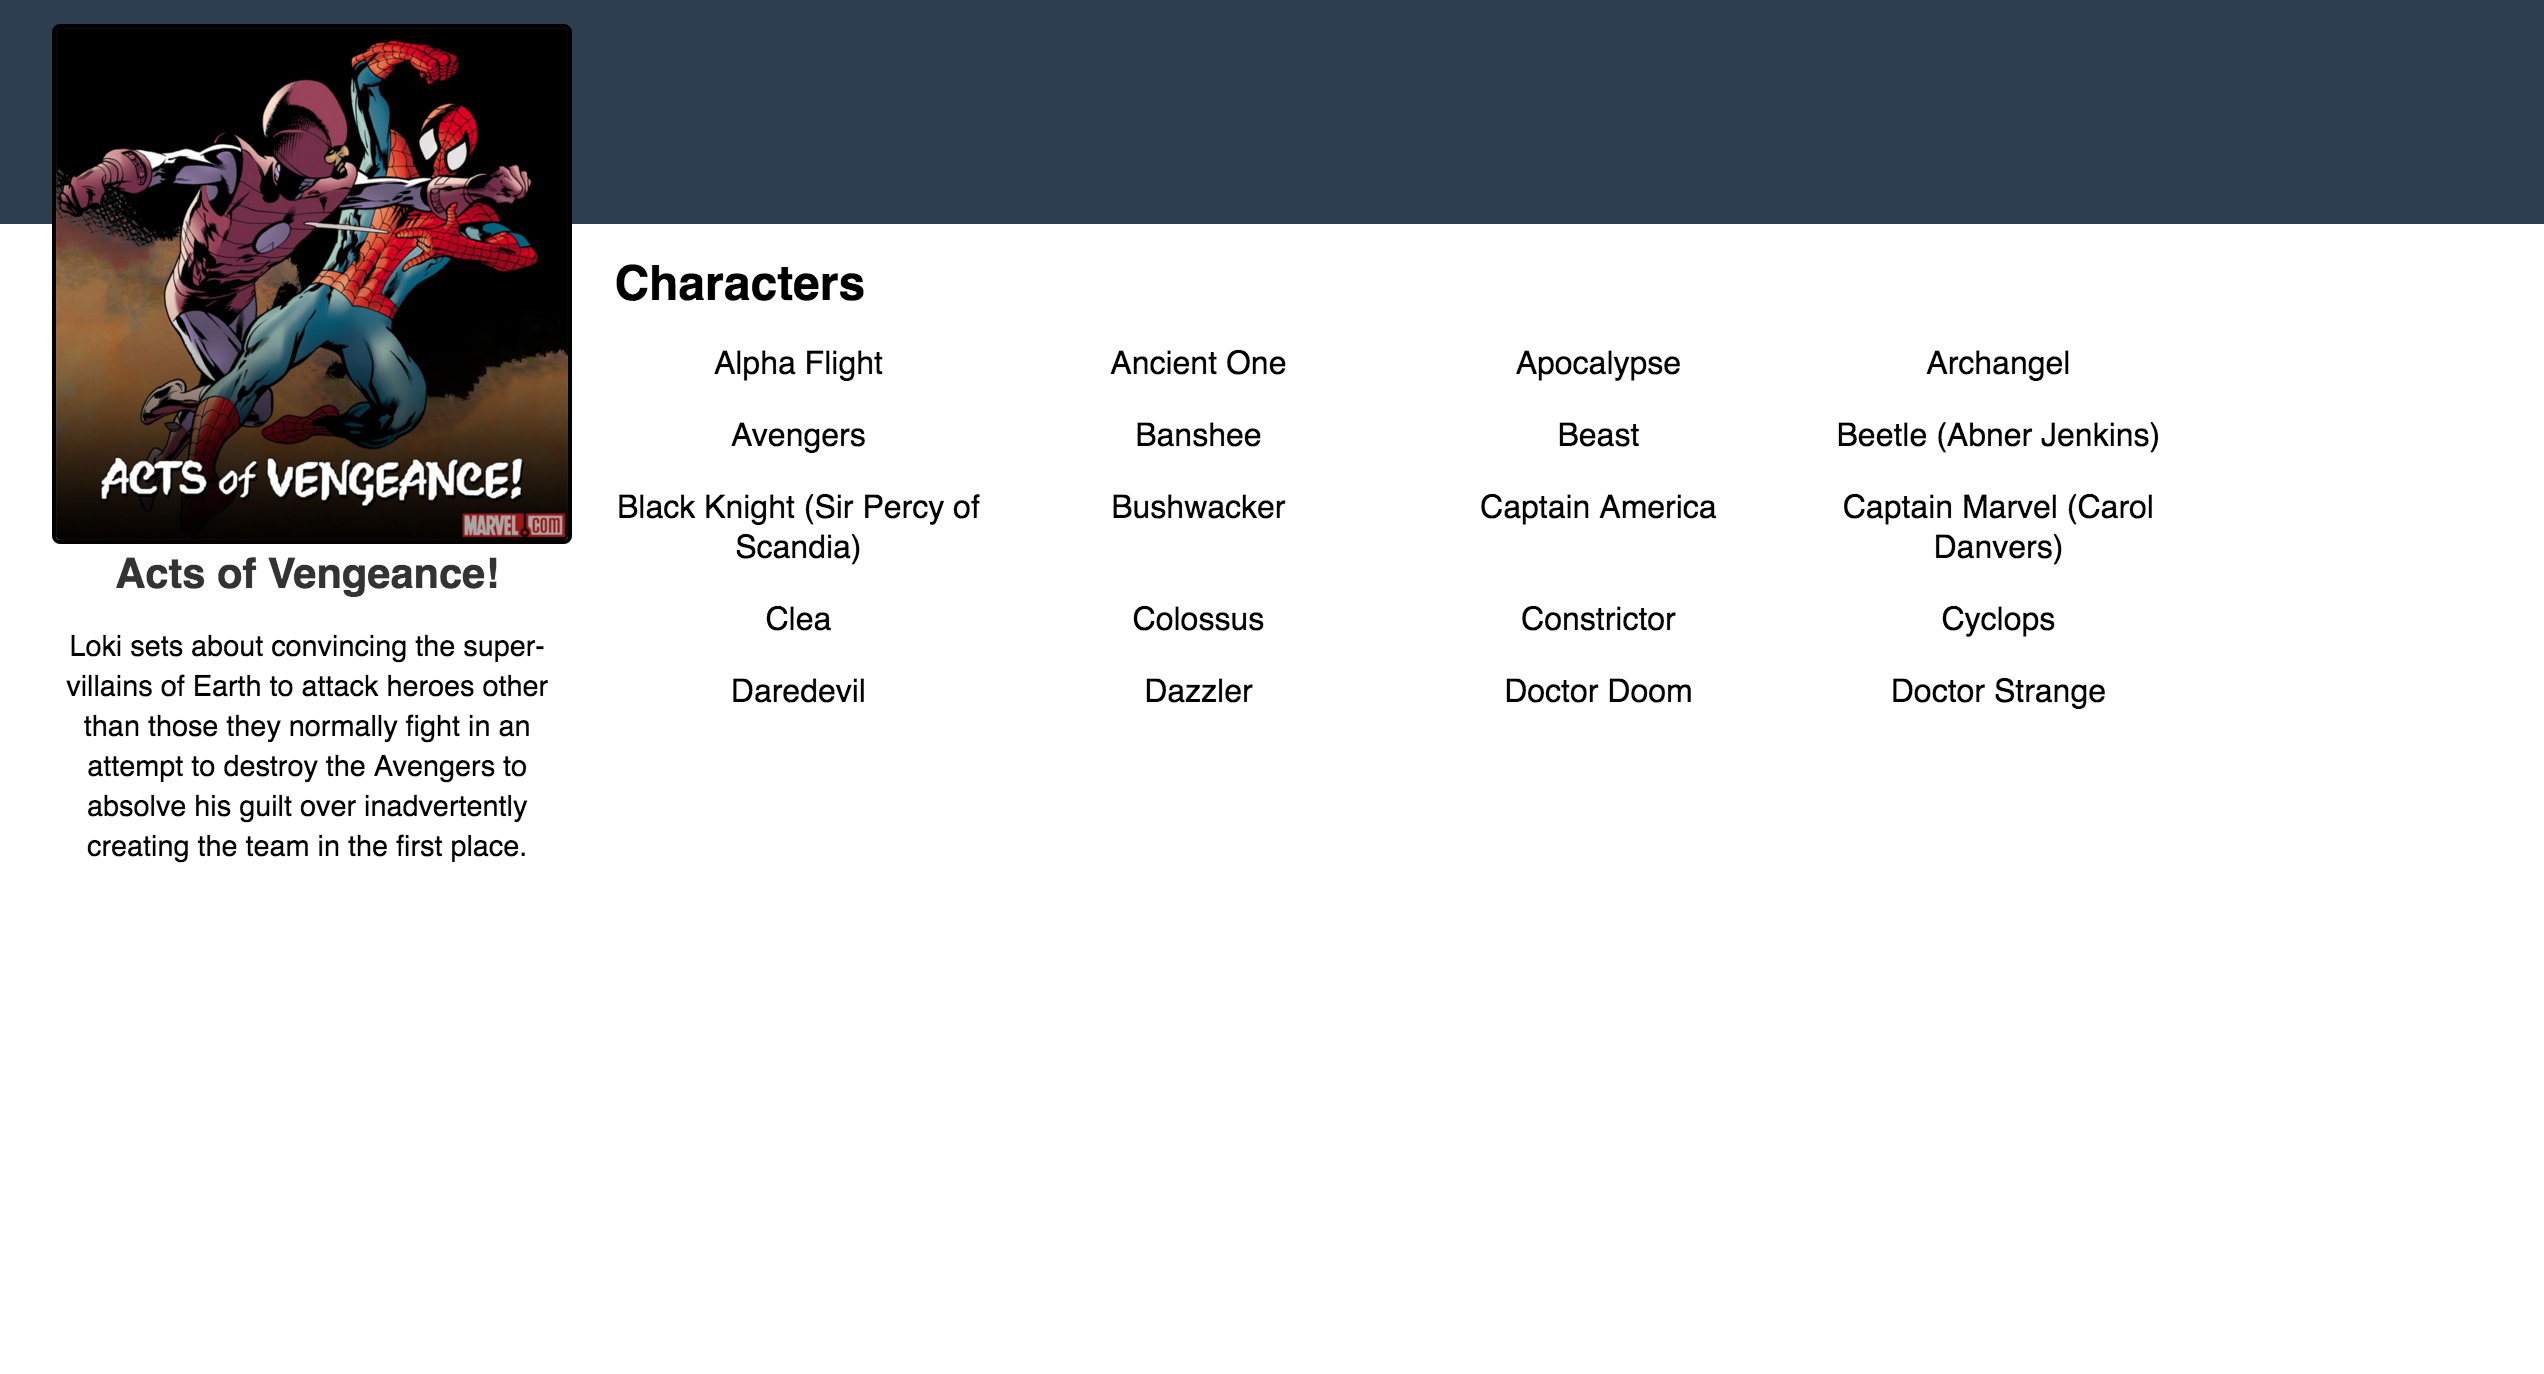 ACTS of VENGEANCE!
MARVEL.com
Acts of Vengeance!
Loki sets about convincing the super-
villains of Earth to attack heroes other
than those they normally fight in an
attempt to destroy the Avengers to
absolve his guilt over inadvertently
creating the team in the first place.
Characters
Alpha Flight Ancient One Apocalypse Archangel
Avengers Banshee Beast Beetle (Abner Jenkins)
Black Knight (Sir Percy of Bushwacker Captain America Captain Marvel (Carol
Scandia) Danvers)
Clea Colossus Constrictor Cyclops
Daredevil Dazzler Doctor Doom Doctor Strange